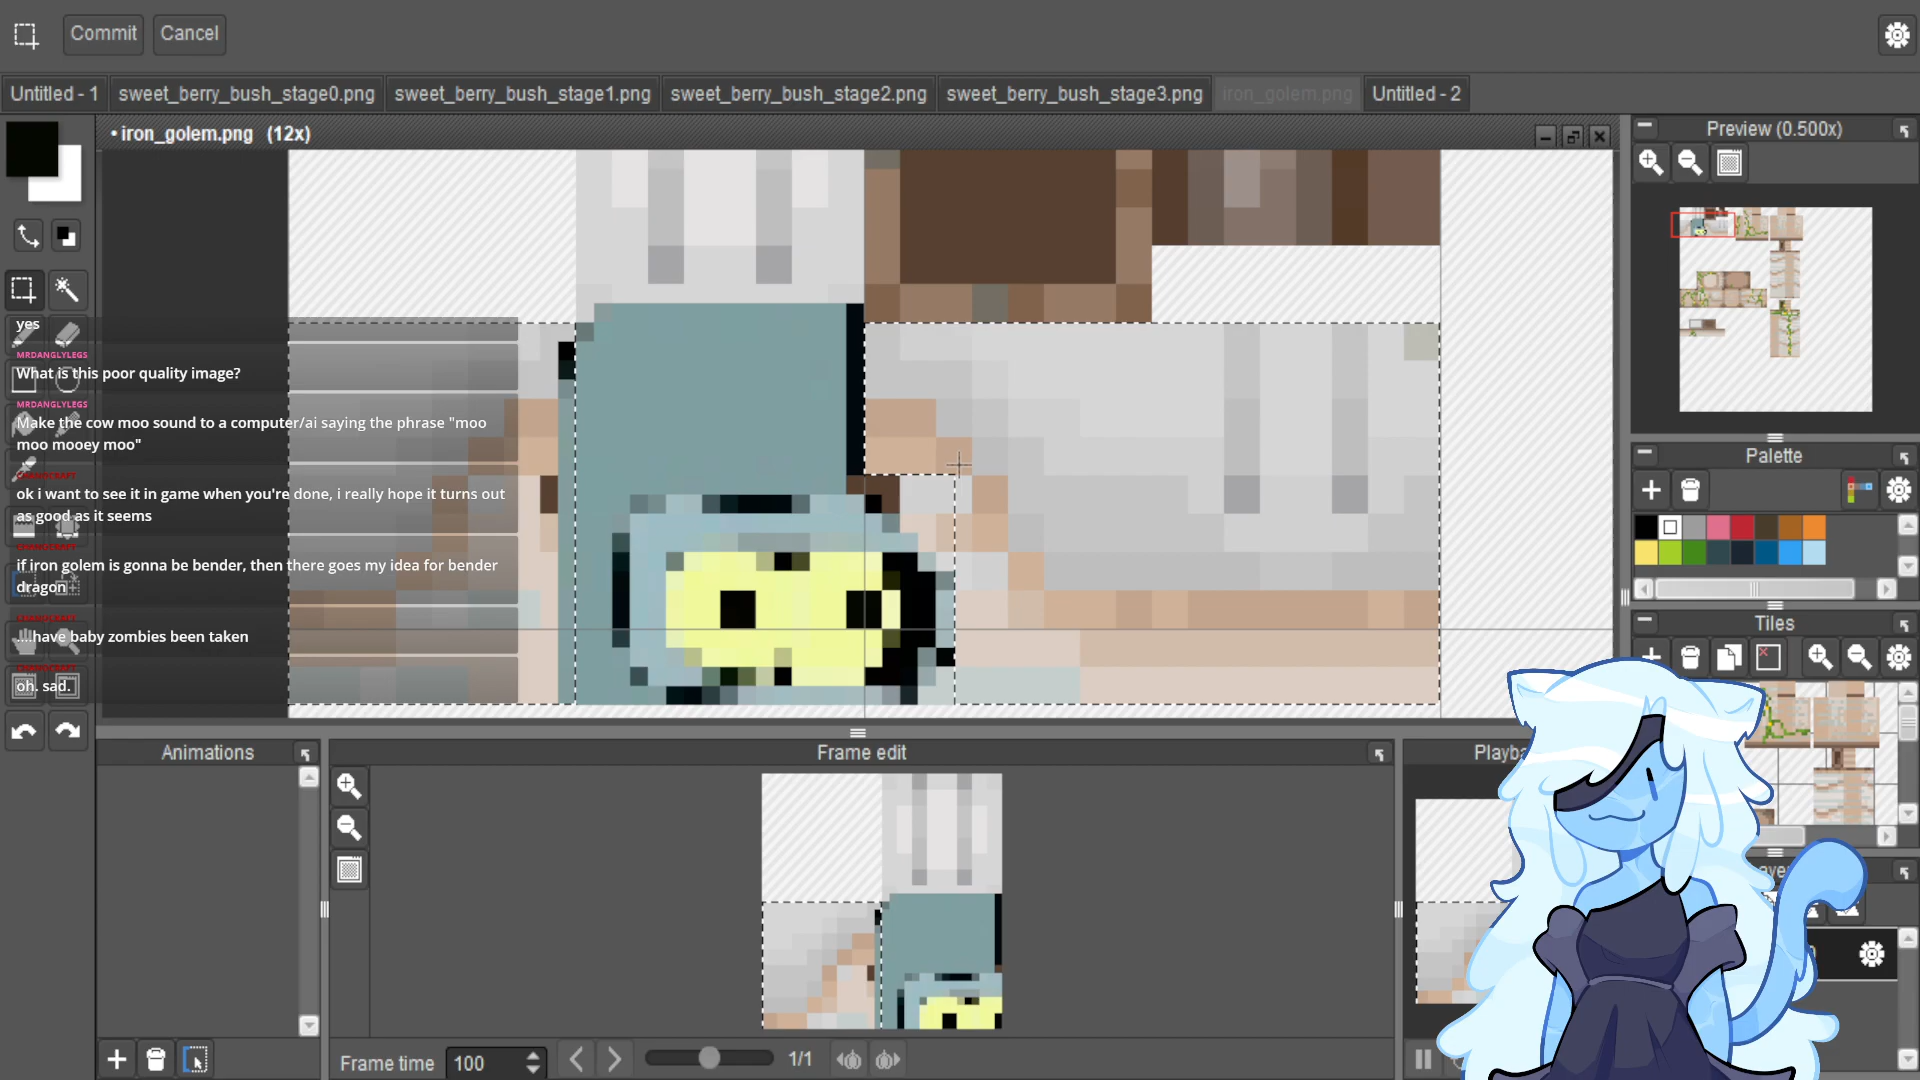 Commit Cancel
Untitled - 1 sweet_berry_bush_stage0.png sweet_berry_bush_stage1.png sweet_berry_bush_stage2.png sweet_berry_bush_stage3.png iron_golem.png Untitled - 2
• iron_golem.png (12x)
Preview (0.500x)
yes
MRDANGLYLEGS
What is this poor quality image?
MRDANGLYLEGS
Make the cow moo sound to a computer/ai saying the phrase "moo
moo mooey moo"
ok i want to see it in game when you're done, i really hope it turns out
as good as it seems
if iron golem is gonna be bender, then there goes my idea for bender
dragon
....have baby zombies been taken
oh. sad.
Palette
Tiles
Animations
Frame edit
Frame time 100
1/1